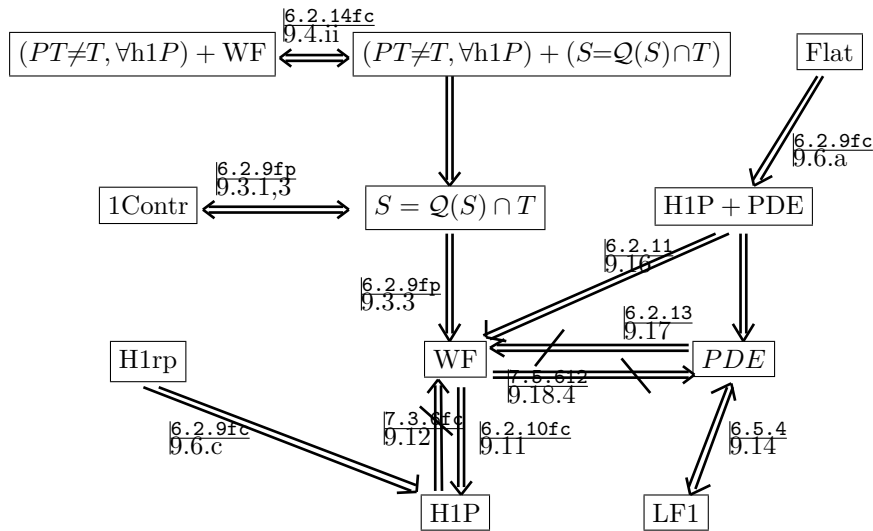 6.2.14fc
9.4.ii
(PT≠T, ∀h1P) + WF
(PT≠T, ∀h1P) + (S=𝒬(S)∩T)
Flat
6.2.9fc
9.6.a
6.2.9fp
9.3.1,3
1Contr
S = 𝒬(S) ∩ T
H1P + PDE
6.2.11
9.16
6.2.9fp
9.3.3
6.2.13
9.17
H1rp
WF
PDE
7.5.612
9.18.4
6.2.9fc
9.6.c
7.3.6fc
9.12
6.2.10fc
9.11
6.5.4
9.14
H1P
LF1